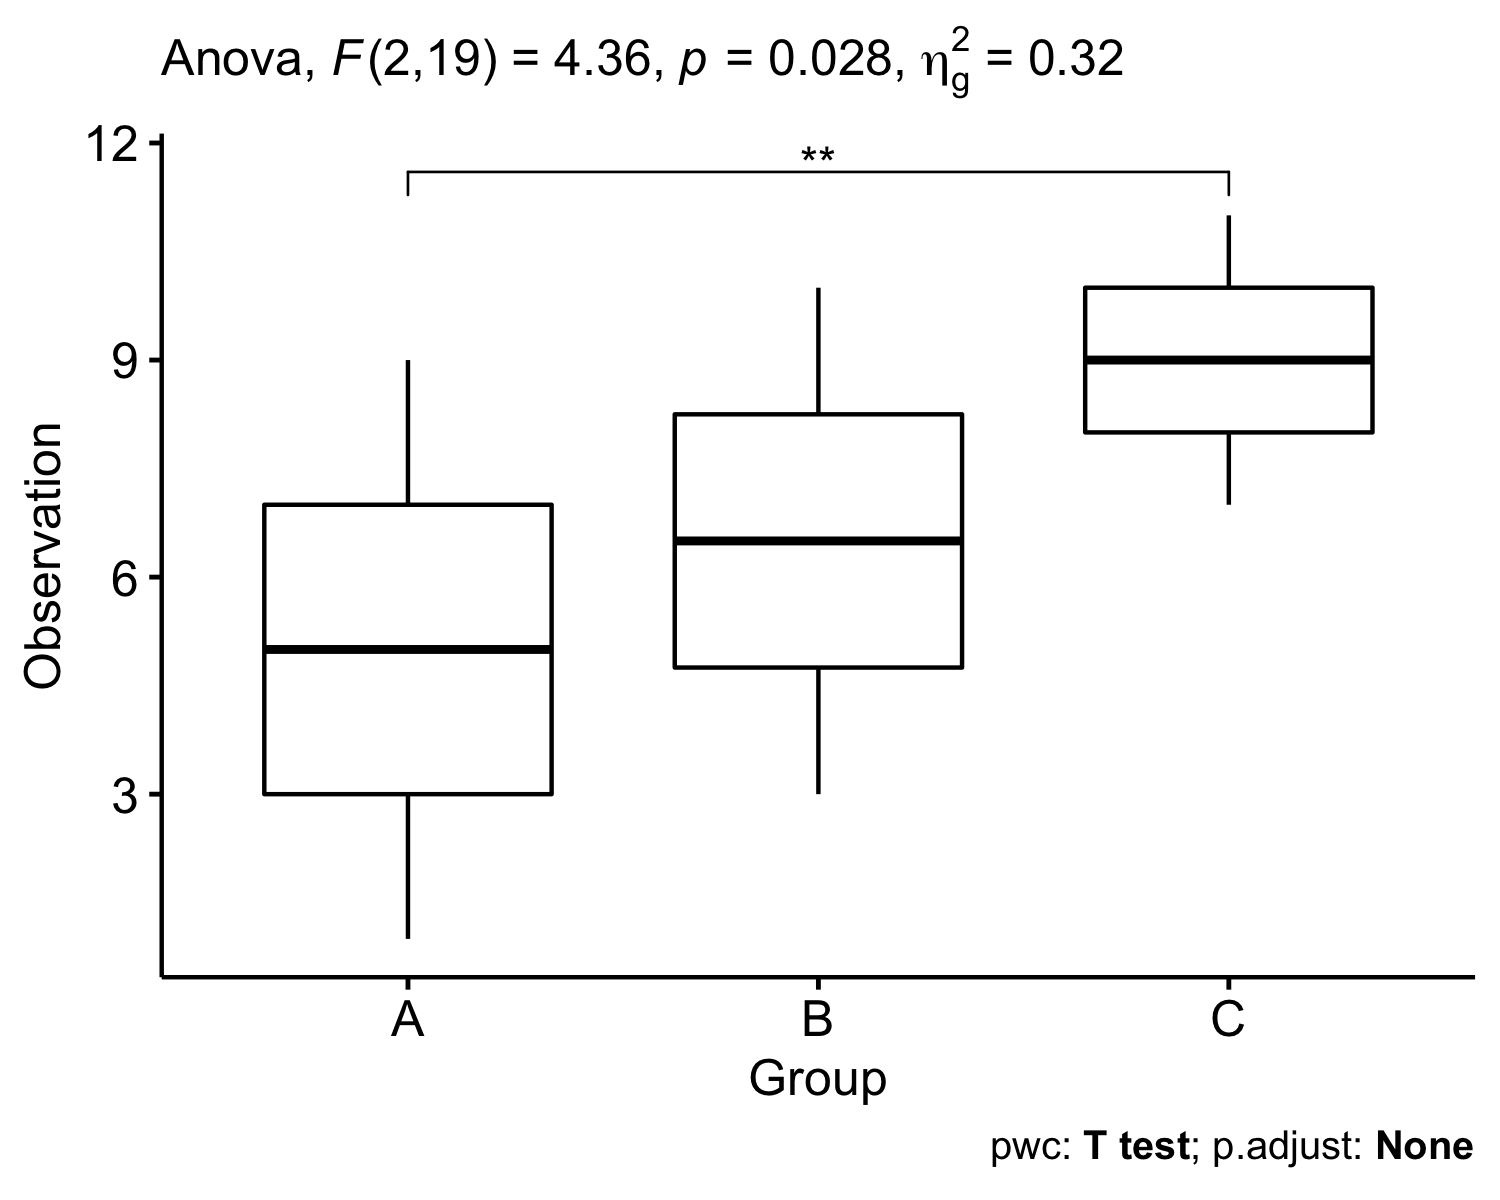 Anova, F(2,19) = 4.36, p = 0.028, η²g = 0.32
12
**
9
6
3
Observation
A B C
Group
pwc: T test; p.adjust: None